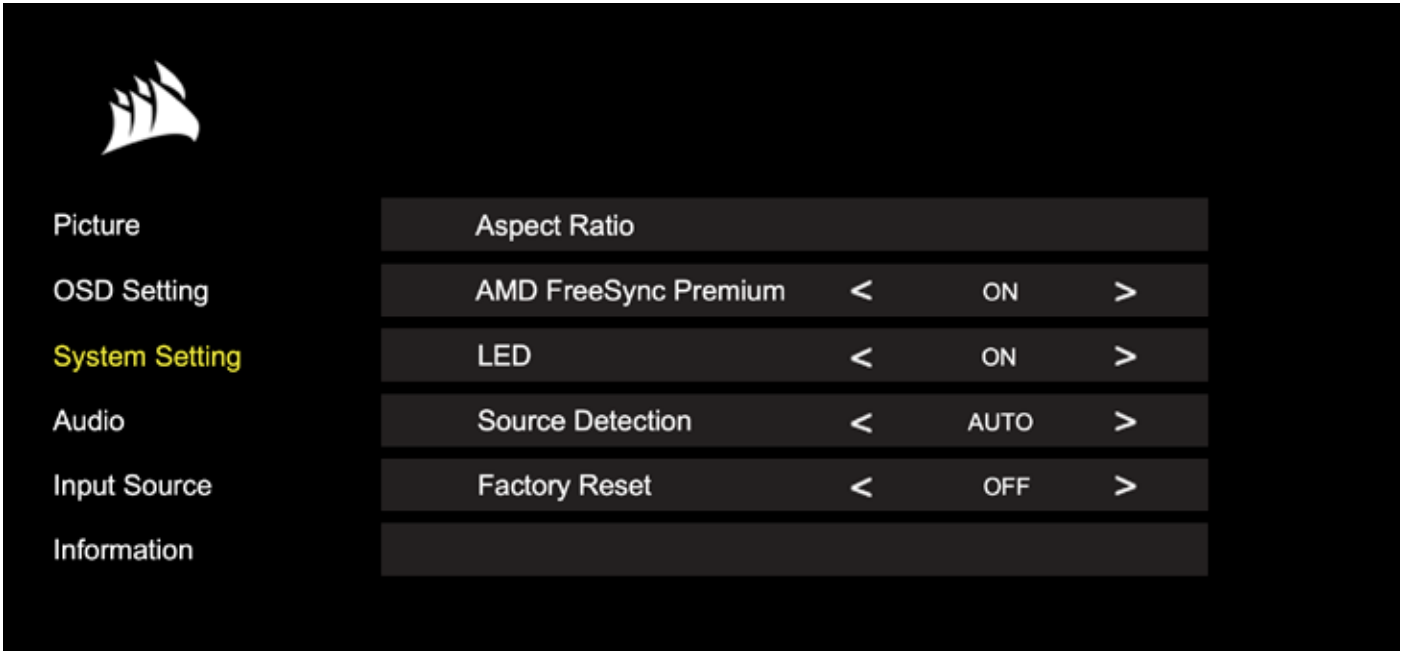 Picture Aspect Ratio
OSD Setting AMD FreeSync Premium < ON >
System Setting LED < ON >
Audio Source Detection < AUTO >
Input Source Factory Reset < OFF >
Information